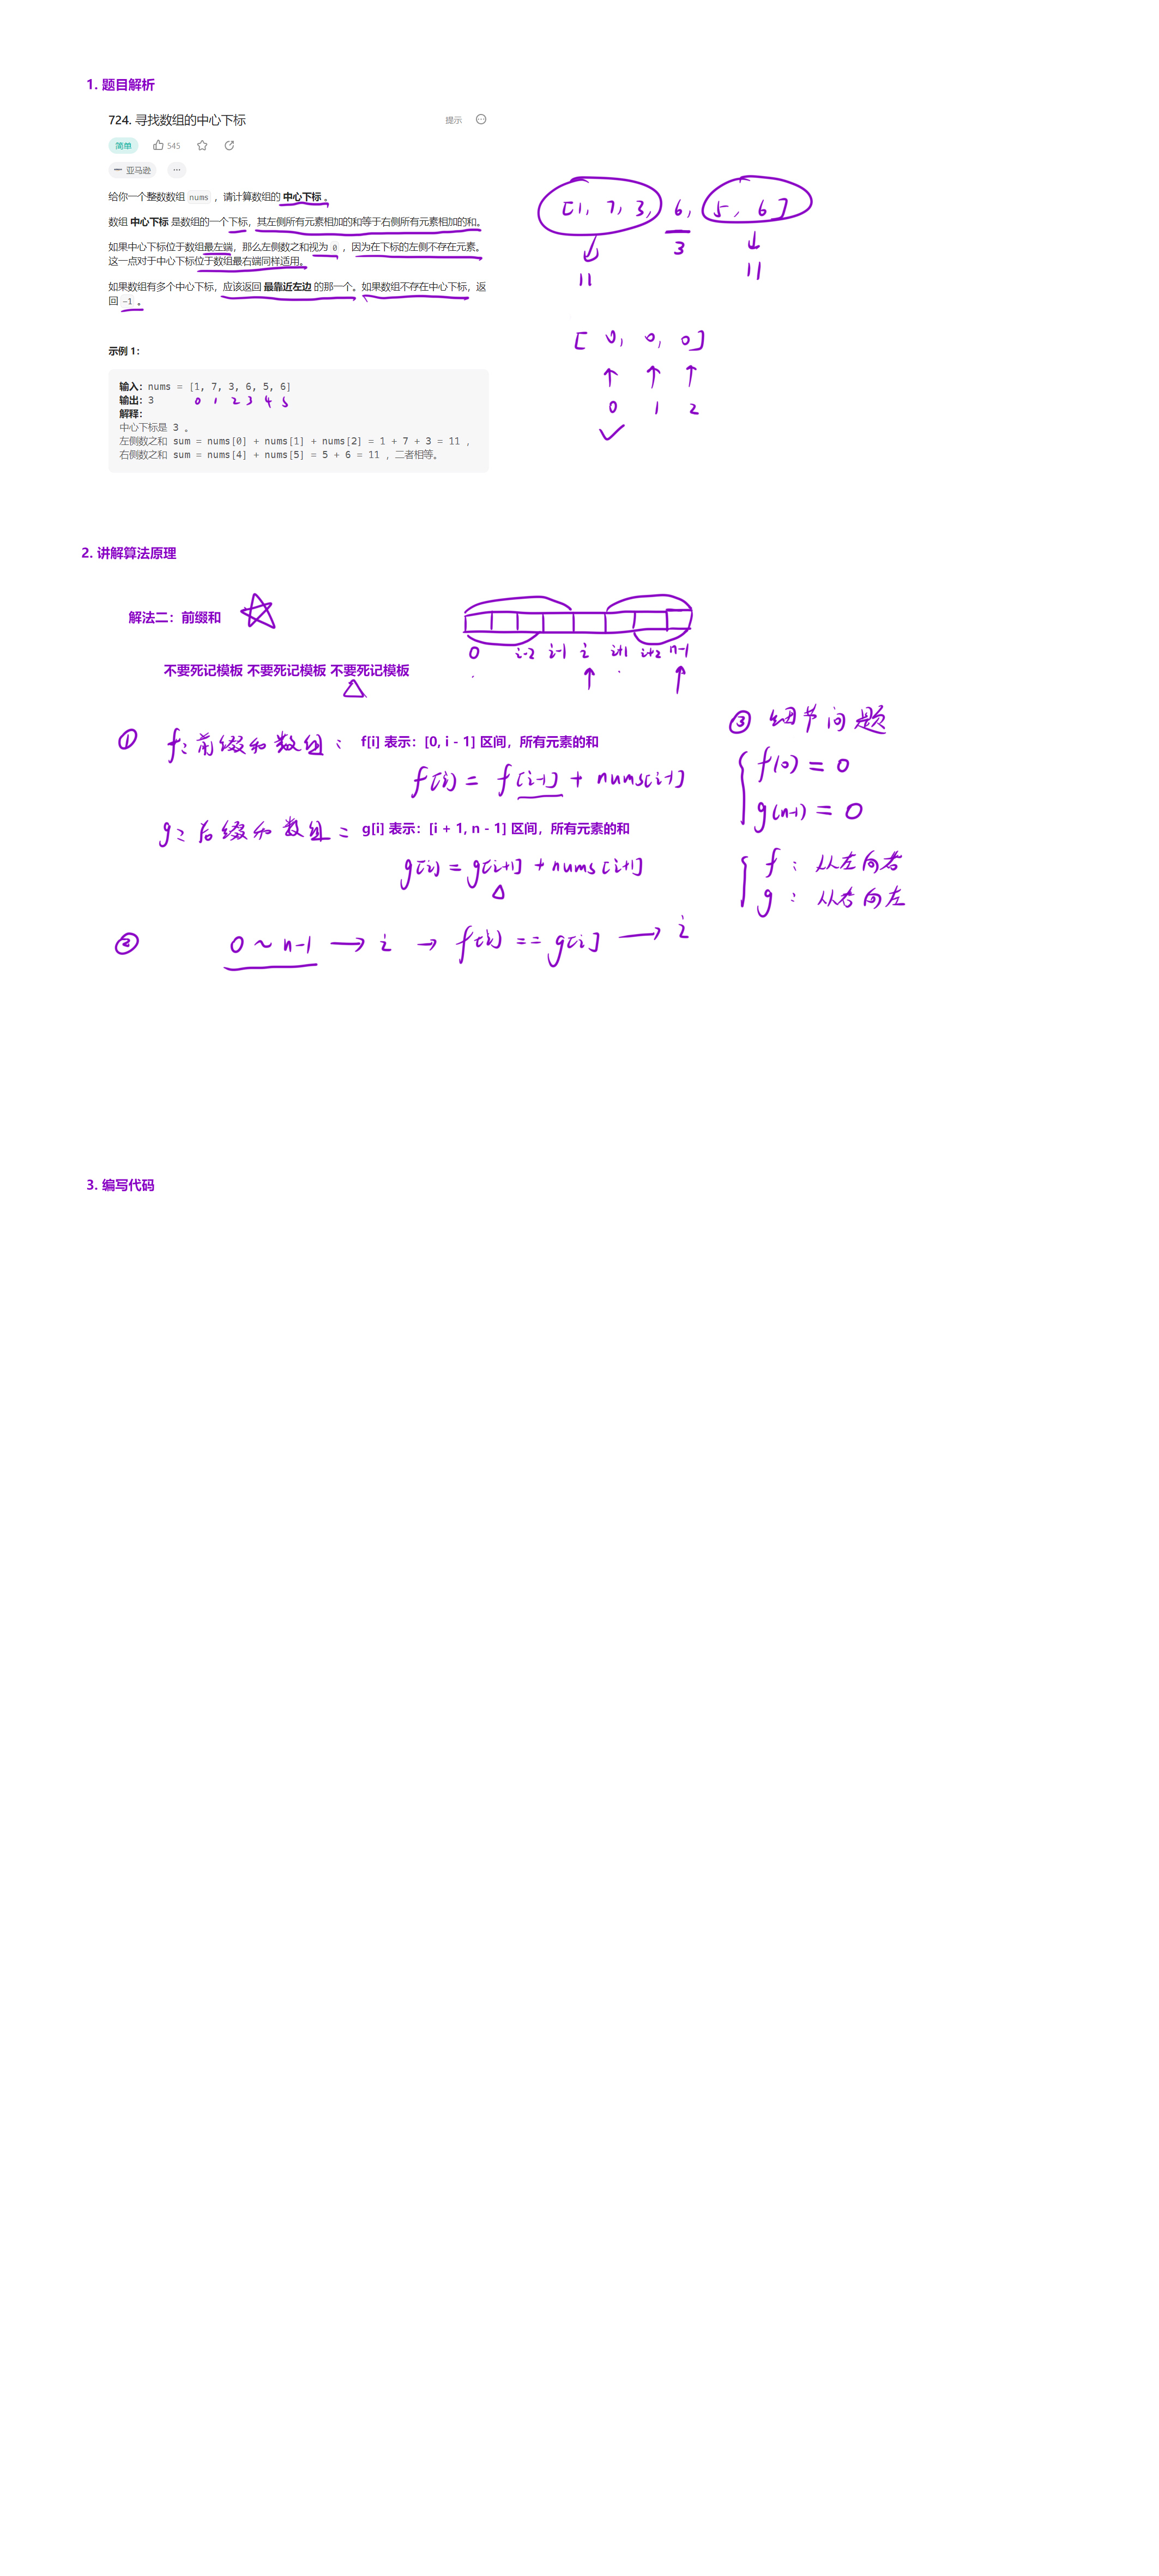 1. 题目解析
724. 寻找数组的中心下标 提示
简单 545
亚马逊 ...
给你一个整数数组 nums ，请计算数组的 中心下标 。
数组 中心下标 是数组的一个下标，其左侧所有元素相加的和等于右侧所有元素相加的和。
如果中心下标位于数组最左端，那么左侧数之和视为 0 ，因为在下标的左侧不存在元素。
这一点对于中心下标位于数组最右端同样适用。
如果数组有多个中心下标，应该返回 最靠近左边 的那一个。如果数组不存在中心下标，返
回 -1 。
示例 1：
输入：nums = [1, 7, 3, 6, 5, 6]
输出：3
0 1 2 3 4 5
解释：
中心下标是 3 。
左侧数之和 sum = nums[0] + nums[1] + nums[2] = 1 + 7 + 3 = 11 ，
右侧数之和 sum = nums[4] + nums[5] = 5 + 6 = 11 ，二者相等。
[1, 7, 3, 6, 5, 6]
3
11 11
[0, 0, 0]
0 1 2
2. 讲解算法原理
解法二：前缀和
0 i-2 i-1 i i+1 i+2 n-1
不要死记模板 不要死记模板 不要死记模板
① f：前缀和数组： f[i] 表示：[0, i - 1] 区间，所有元素的和
f[i] = f[i-1] + nums[i-1]
g：后缀和数组： g[i] 表示：[i + 1, n - 1] 区间，所有元素的和
g[i] = g[i+1] + nums[i+1]
② 0 ~ n-1 → i → f[i] == g[i] → i
③ 细节问题
f(0) = 0
g(n-1) = 0
f：从左向右
g：从右向左
3. 编写代码